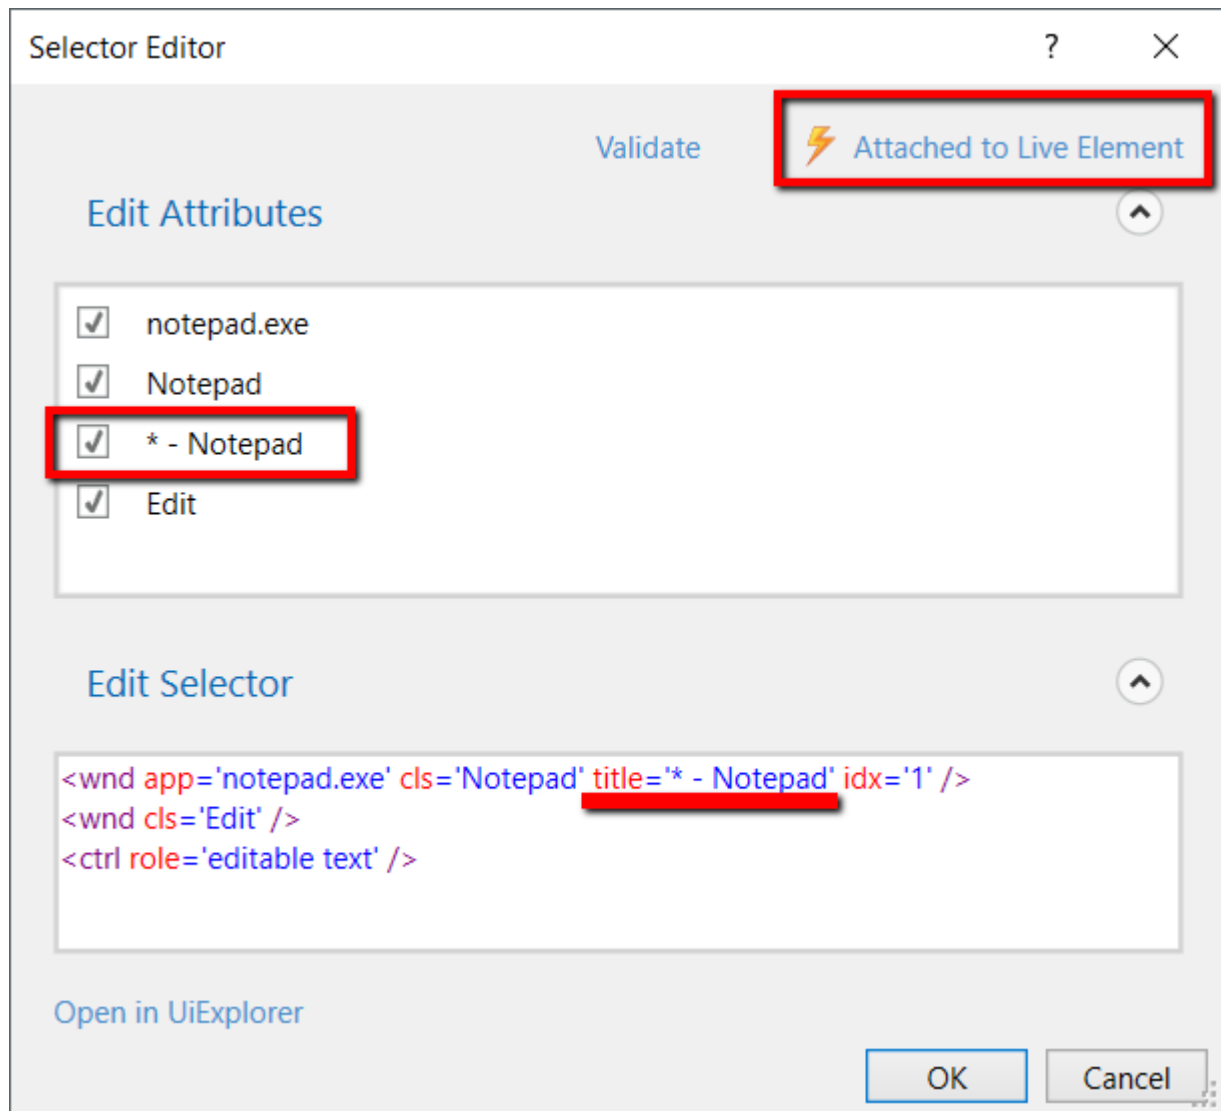 Selector Editor
?
Validate
Attached to Live Element
Edit Attributes
notepad.exe
Notepad
* - Notepad
Edit
Edit Selector
<wnd app='notepad.exe' cls='Notepad' title='* - Notepad' idx='1' />
<wnd cls='Edit' />
<ctrl role='editable text' />
Open in UiExplorer
OK
Cancel